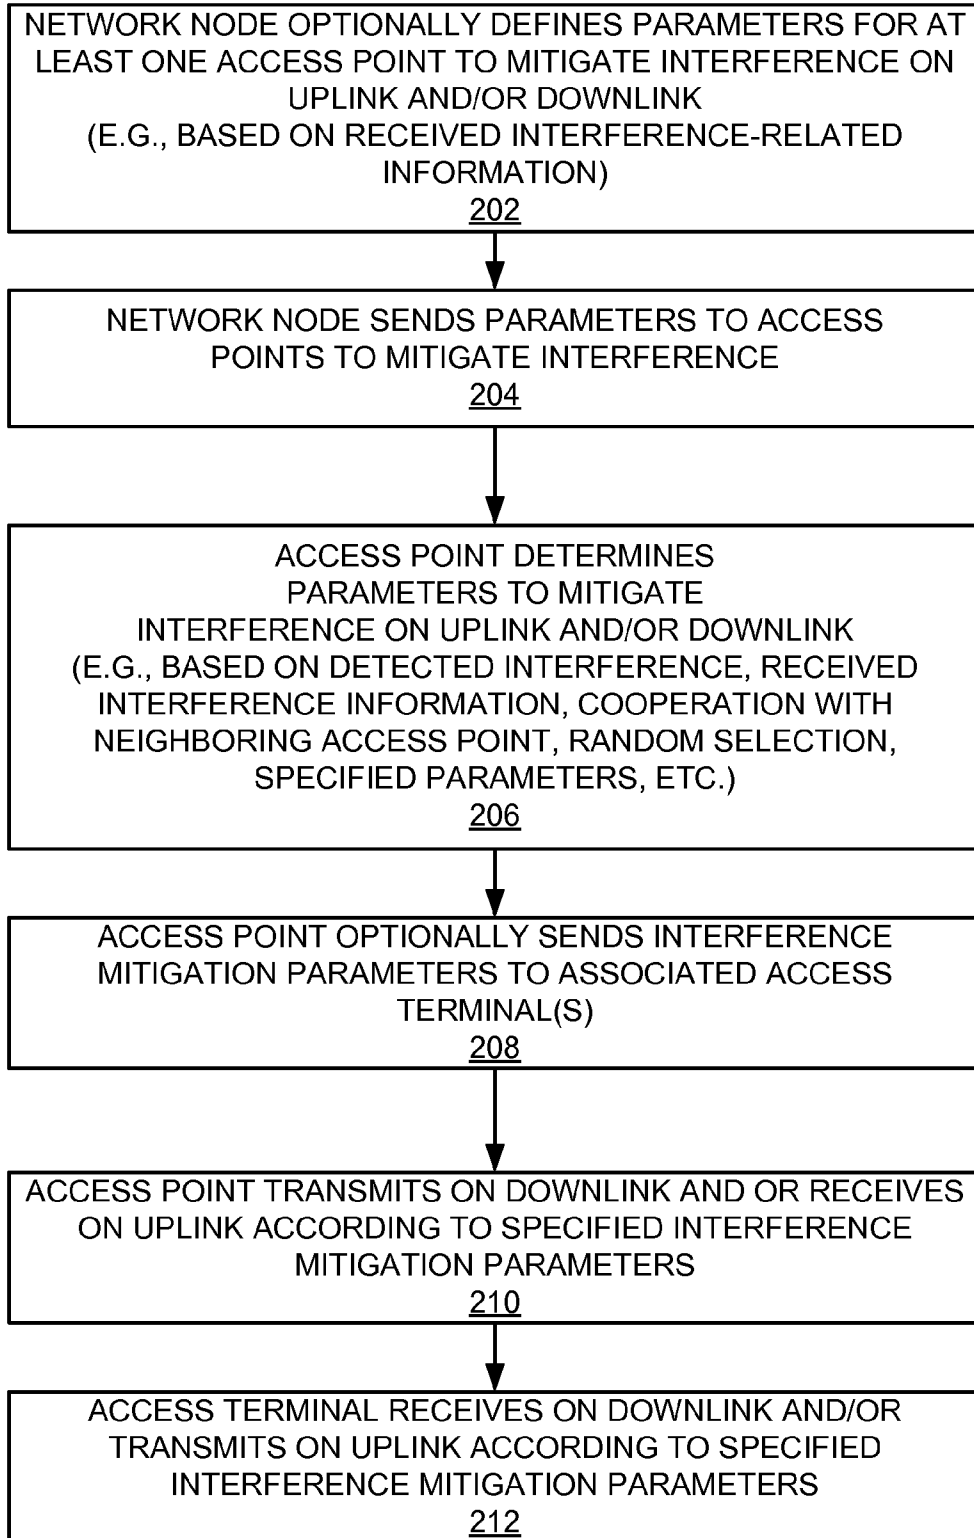 NETWORK NODE OPTIONALLY DEFINES PARAMETERS FOR AT
LEAST ONE ACCESS POINT TO MITIGATE INTERFERENCE ON
UPLINK AND/OR DOWNLINK
(E.G., BASED ON RECEIVED INTERFERENCE-RELATED
INFORMATION)
202
NETWORK NODE SENDS PARAMETERS TO ACCESS
POINTS TO MITIGATE INTERFERENCE
204
ACCESS POINT DETERMINES
PARAMETERS TO MITIGATE
INTERFERENCE ON UPLINK AND/OR DOWNLINK
(E.G., BASED ON DETECTED INTERFERENCE, RECEIVED
INTERFERENCE INFORMATION, COOPERATION WITH
NEIGHBORING ACCESS POINT, RANDOM SELECTION,
SPECIFIED PARAMETERS, ETC.)
206
ACCESS POINT OPTIONALLY SENDS INTERFERENCE
MITIGATION PARAMETERS TO ASSOCIATED ACCESS
TERMINAL(S)
208
ACCESS POINT TRANSMITS ON DOWNLINK AND OR RECEIVES
ON UPLINK ACCORDING TO SPECIFIED INTERFERENCE
MITIGATION PARAMETERS
210
ACCESS TERMINAL RECEIVES ON DOWNLINK AND/OR
TRANSMITS ON UPLINK ACCORDING TO SPECIFIED
INTERFERENCE MITIGATION PARAMETERS
212